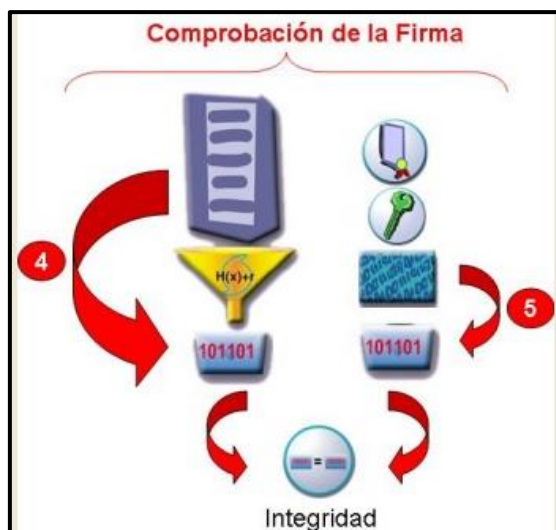 Comprobación de la Firma
4
H(x)+r
5
101101
101101
=
Integridad